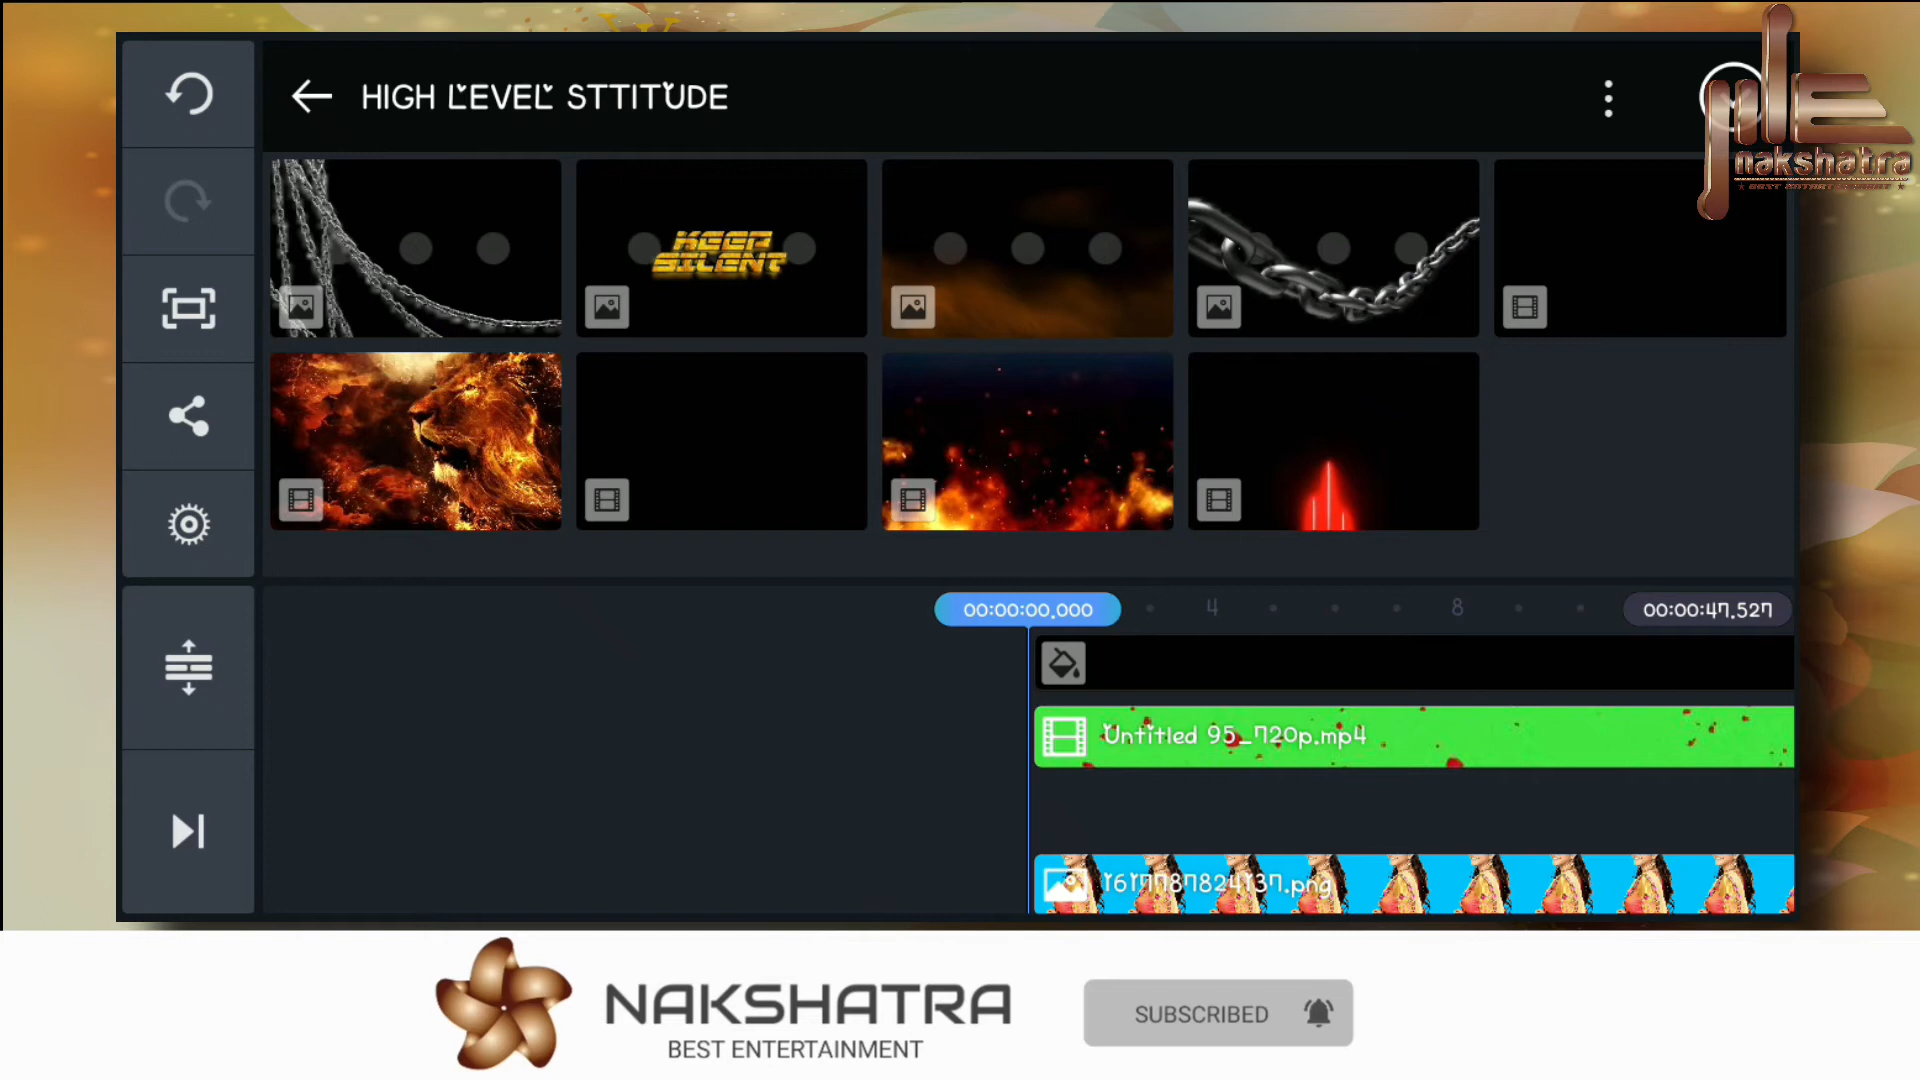 HIGH LEVEL STTITUDE
nakshatra
KEEP
SILENT
00:00:00.000
4
8
00:00:47.527
Untitled 95_720p.mp4
1617787824137.png
NAKSHATRA
BEST ENTERTAINMENT
SUBSCRIBED